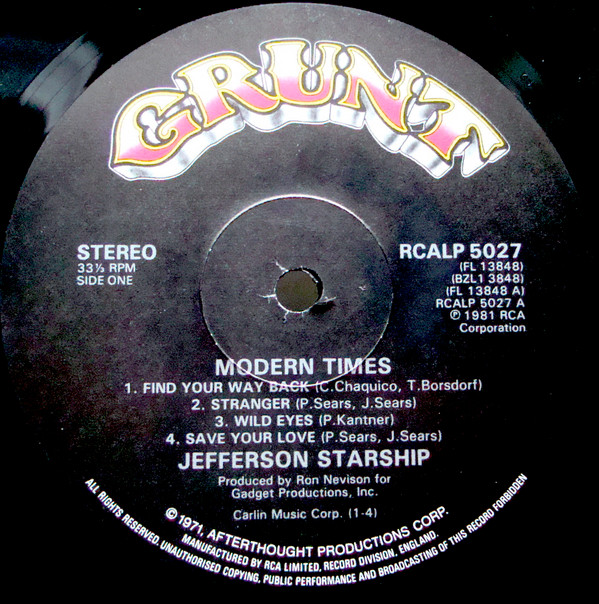 GRUNT
STEREO
33⅓ RPM
SIDE ONE
RCALP 5027
(FL 13848)
(BZL1 3848)
(FL 13848 A)
RCALP 5027 A
℗ 1981 RCA
Corporation
MODERN TIMES
1. FIND YOUR WAY BACK (C.Chaquico, T.Borsdorf)
2. STRANGER (P.Sears, J.Sears)
3. WILD EYES (P.Kantner)
4. SAVE YOUR LOVE (P.Sears, J.Sears)
JEFFERSON STARSHIP
Produced by Ron Nevison for
Gadget Productions, Inc.
Carlin Music Corp. (1-4)
© 1971, AFTERTHOUGHT PRODUCTIONS CORP.
MANUFACTURED BY RCA LIMITED, RECORD DIVISION, ENGLAND.
ALL RIGHTS RESERVED, UNAUTHORISED COPYING, PUBLIC PERFORMANCE AND BROADCASTING OF THIS RECORD FORBIDDEN